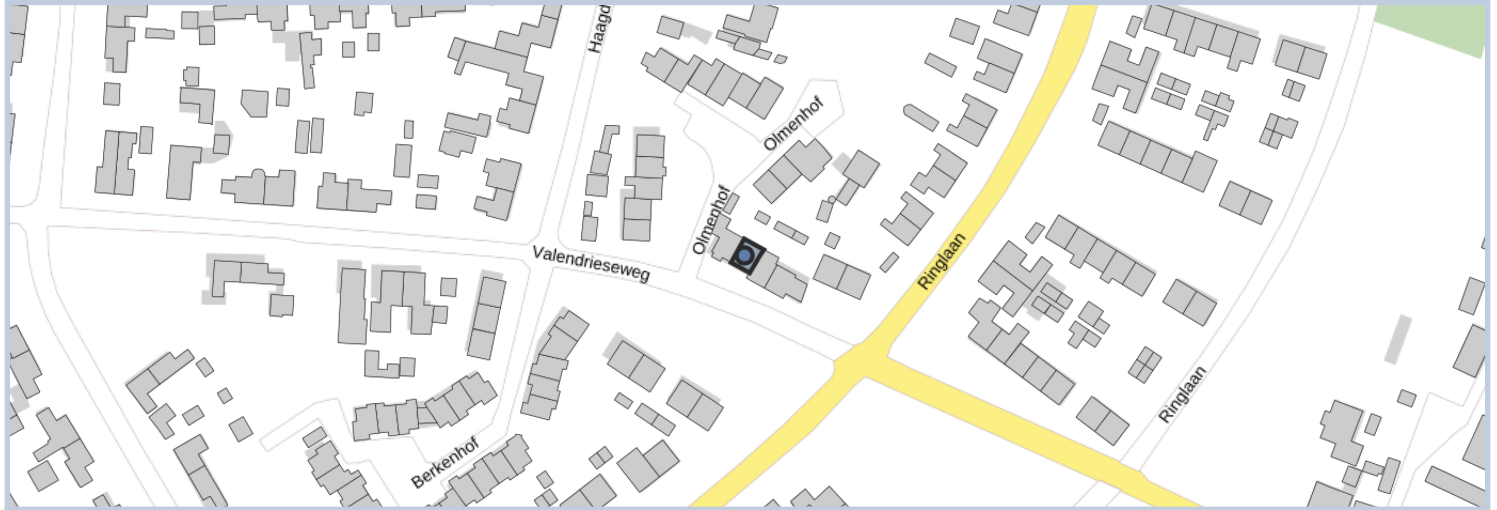 Haagd
Olmenhof
Olmenhof
Valendrieseweg
Ringlaan
Ringlaan
Berkenhof